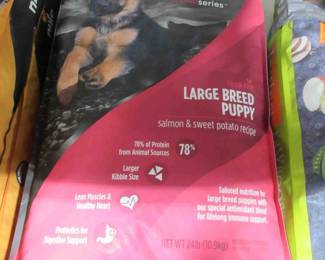 series™
LARGE BREED
PUPPY
salmon & sweet potato recipe
78% of Protein
from Animal Sources
78%
Larger
Kibble Size
Lean Muscles &
Healthy Heart
Probiotics for
Digestive Support
Tailored nutrition for
large breed puppies with
our special antioxidant blend
for lifelong immune support.
NET WT 24lb (10.9kg)